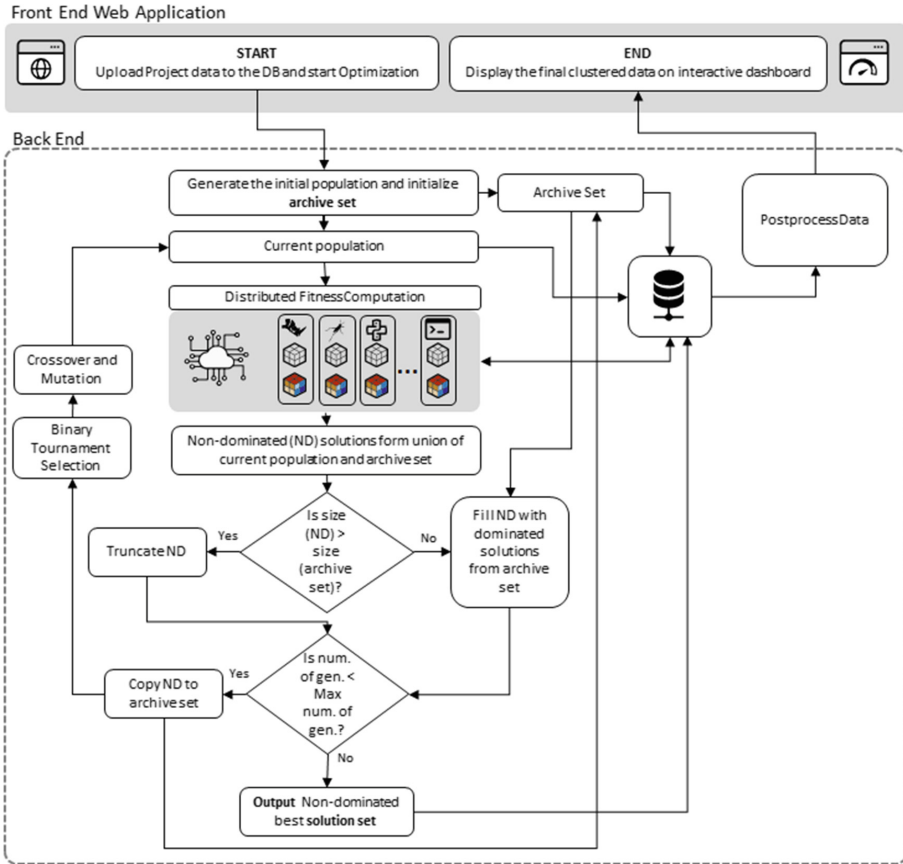 Front End Web Application
START
Upload Project data to the DB and start Optimization
END
Display the final clustered data on interactive dashboard
Back End
Generate the initial population and initialize
archive set
Archive Set
Current population
PostprocessData
Distributed FitnessComputation
...
Crossover and
Mutation
Binary
Tournament
Selection
Non-dominated (ND) solutions form union of
current population and archive set
Is size
(ND) >
size
(archive
set)?
Yes
No
Truncate ND
Fill ND with
dominated
solutions
from archive
set
Is num.
of gen. <
Max
num. of
gen.?
Yes
No
Copy ND to
archive set
Output Non-dominated
best solution set